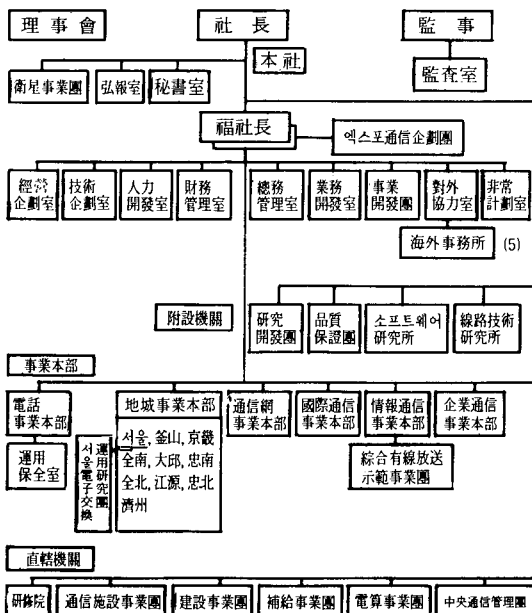 理事會
社長
監事
本社
監査室
衛星事業團
弘報室
秘書室
福社長
엑스포通信企劃團
經營
企劃室
技術
企劃室
人力
開發室
財務
管理室
總務
管理室
業務
開發室
事業
開發團
對外
協力室
非常
計劃室
海外事務所 (5)
附設機關
研究
開發團
品質
保證團
소프트웨어
研究所
線路技術
研究所
事業本部
電話
事業本部
運用
保全室
地城事業本部
서울, 釜山, 京畿
全南, 大邱, 忠南
全北, 江源, 忠北
濟州
서울電子交換
運用研究團
通信網
事業本部
國際通信
事業本部
情報通信
事業本部
綜合有線放送
示範事業團
企業通信
事業本部
直轄機關
研修院
通信施設事業團
建設事業團
補給事業團
電算事業團
中央通信管理團